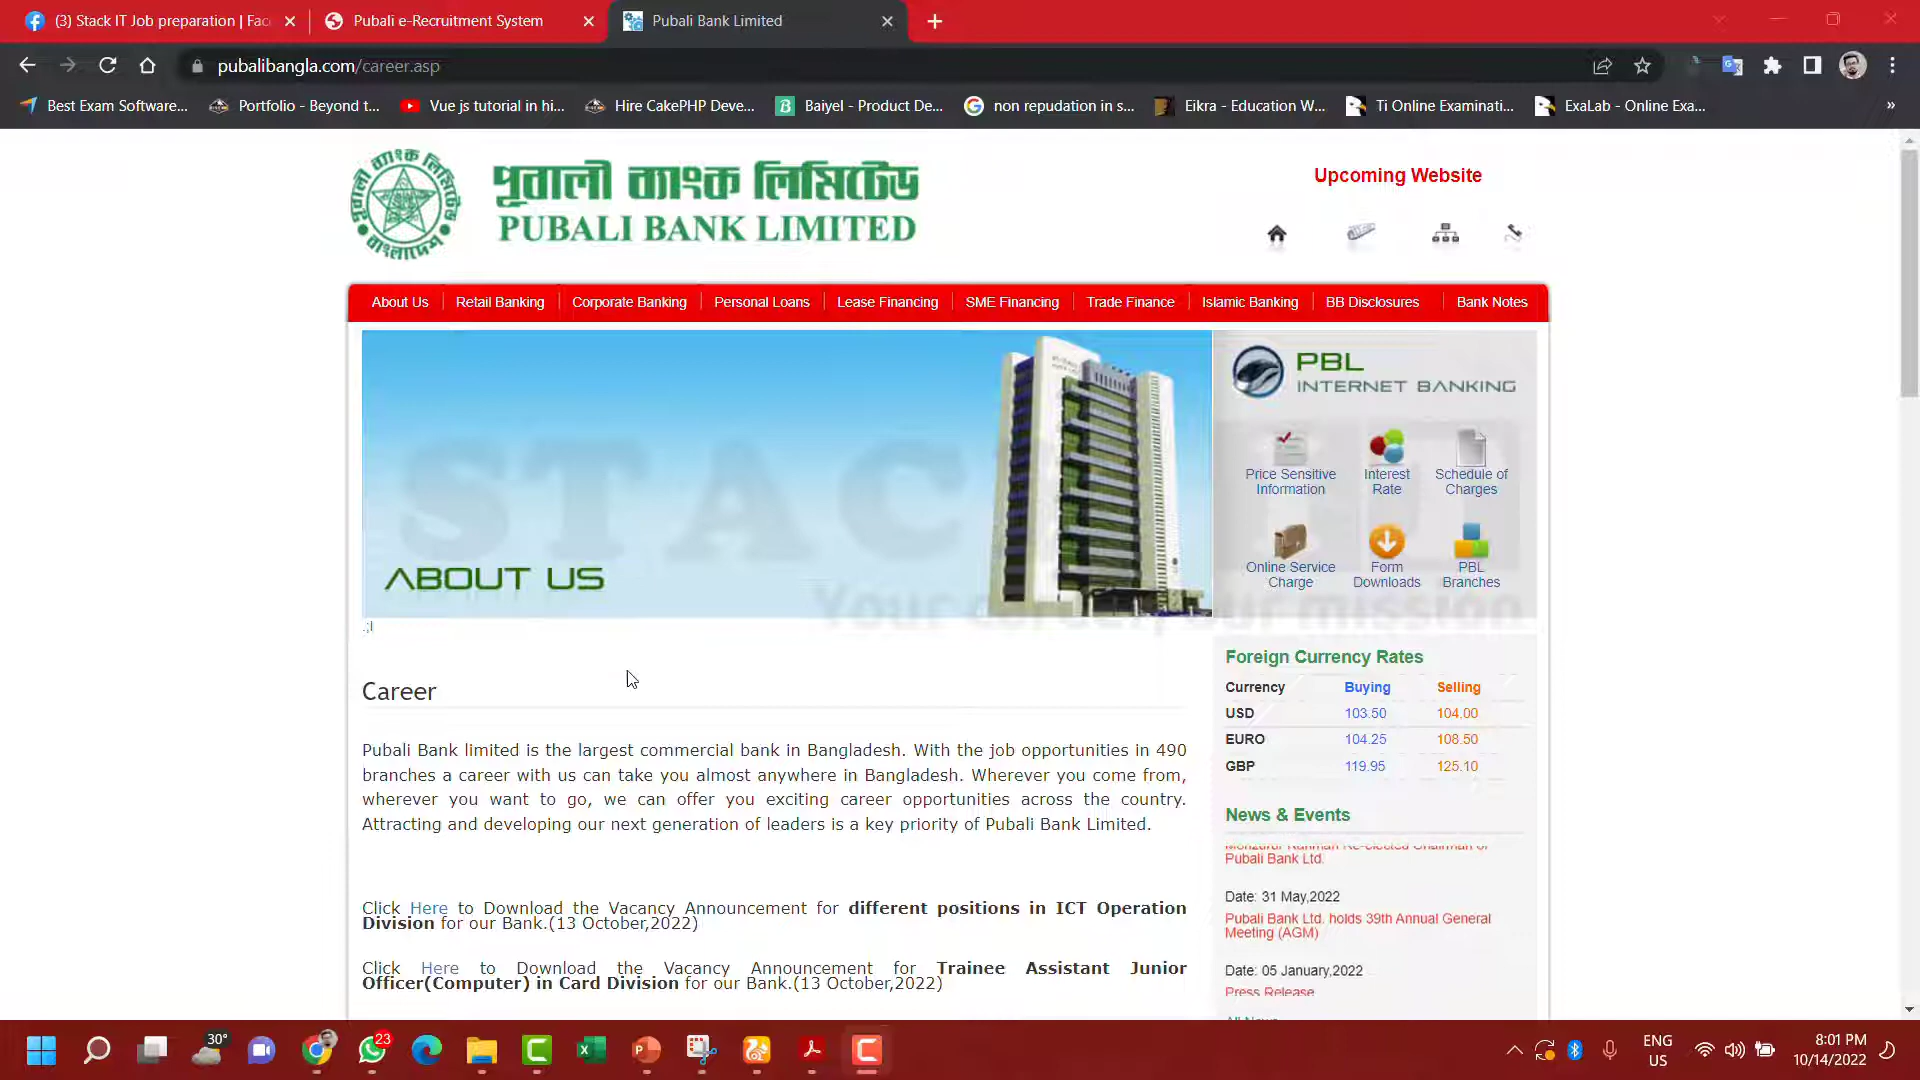 (3) Stack IT Job preparation | Fac
Pubali e-Recruitment System
Pubali Bank Limited
pubalibangla.com/career.asp
Best Exam Software...
Portfolio - Beyond t...
Vue js tutorial in hi...
Hire CakePHP Deve...
Baiyel - Product De...
non repudation in s...
Eikra - Education W...
Ti Online Examinati...
ExaLab - Online Exa...
পূবালী ব্যাংক লিমিটেড
PUBALI BANK LIMITED
Upcoming Website
About Us
Retail Banking
Corporate Banking
Personal Loans
Lease Financing
SME Financing
Trade Finance
Islamic Banking
BB Disclosures
Bank Notes
PBL
INTERNET BANKING
Price Sensitive
Information
Interest
Rate
Schedule of
Charges
Online Service
Charge
Form
Downloads
PBL
Branches
STAC
Your career, our mission
ABOUT US
Career
Pubali Bank limited is the largest commercial bank in Bangladesh. With the job opportunities in 490
branches a career with us can take you almost anywhere in Bangladesh. Wherever you come from,
wherever you want to go, we can offer you exciting career opportunities across the country.
Attracting and developing our next generation of leaders is a key priority of Pubali Bank Limited.
Click Here to Download the Vacancy Announcement for different positions in ICT Operation
Division for our Bank.(13 October,2022)
Click Here to Download the Vacancy Announcement for Trainee Assistant Junior
Officer(Computer) in Card Division for our Bank.(13 October,2022)
Foreign Currency Rates
Currency Buying Selling
USD 103.50 104.00
EURO 104.25 108.50
GBP 119.95 125.10
News & Events
Monzurur Rahman Re-elected Chairman of
Pubali Bank Ltd.
Date: 31 May,2022
Pubali Bank Ltd. holds 39th Annual General
Meeting (AGM)
Date: 05 January,2022
Press Release
All News
30°
23
ENG
US
8:01 PM
10/14/2022